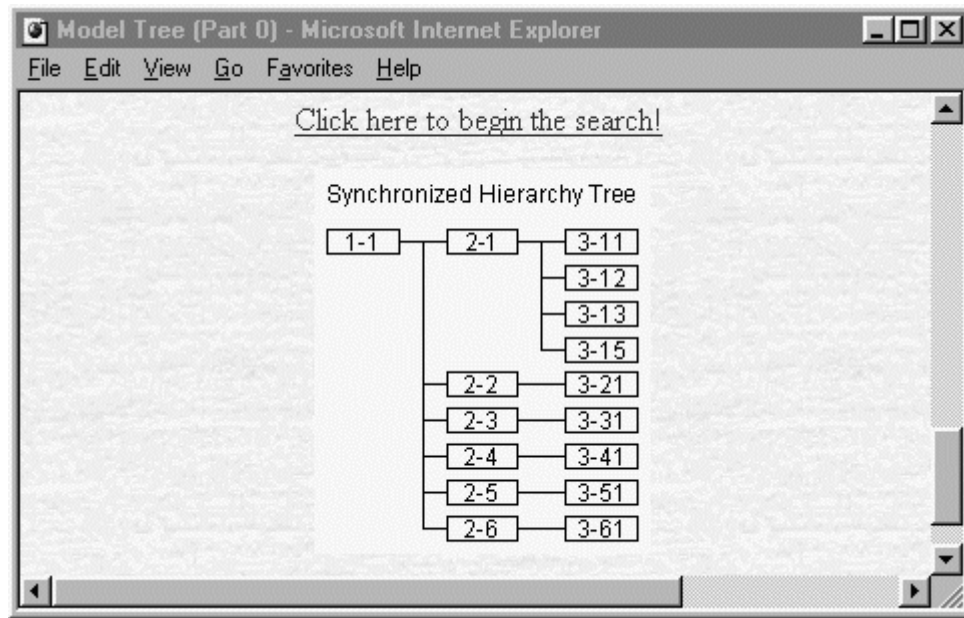 Model Tree (Part 0) - Microsoft Internet Explorer
File Edit View Go Favorites Help
Click here to begin the search!
Synchronized Hierarchy Tree
1-1 2-1 3-11
3-12
3-13
3-15
2-2 3-21
2-3 3-31
2-4 3-41
2-5 3-51
2-6 3-61